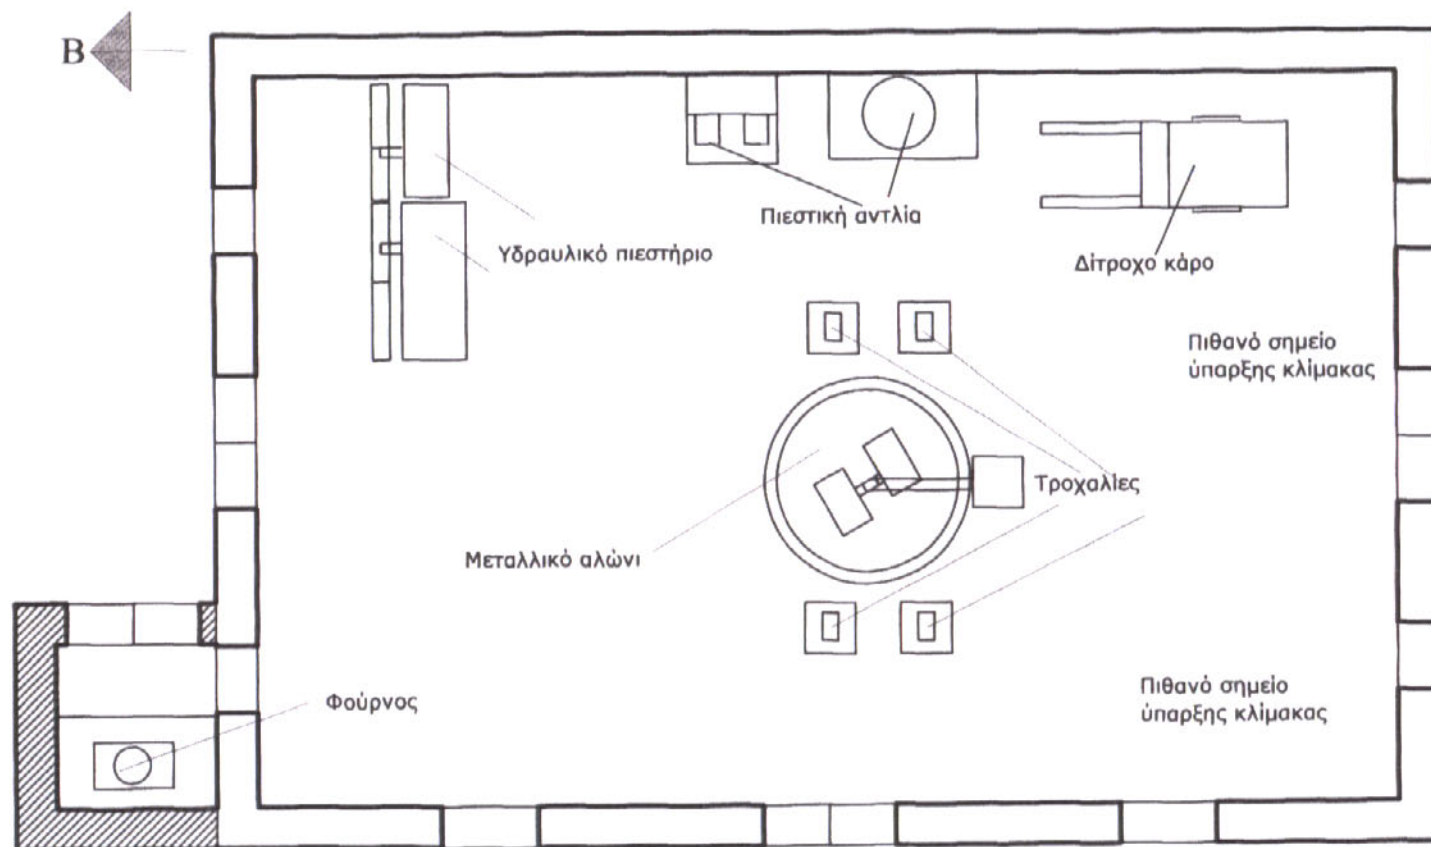 B
Πιεστική αντλία
Υδραυλικό πιεστήριο
Δίτροχο κάρο
Πιθανό σημείο
ύπαρξης κλίμακας
Τροχαλίες
Μεταλλικό αλώνι
Φούρνος
Πιθανό σημείο
ύπαρξης κλίμακας